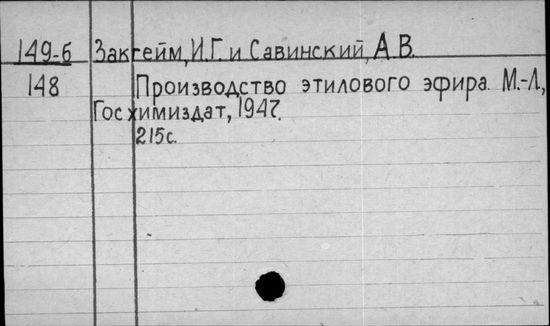 149-б Закгейм, И.Г. и Савинский, А.В.
148 Производство этилового эфира. М.-Л.,
Госхимиздат, 1947.
215с.